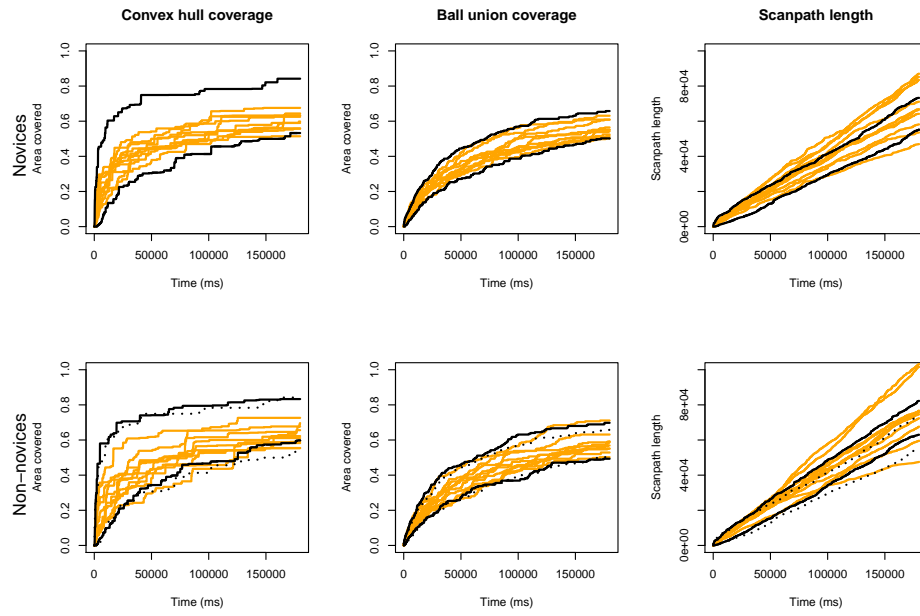 Convex hull coverage
Ball union coverage
Scanpath length
Novices
Area covered
0.0 0.2 0.4 0.6 0.8 1.0
0 50000 100000 150000
Time (ms)
Area covered
0.0 0.2 0.4 0.6 0.8 1.0
0 50000 100000 150000
Time (ms)
Scanpath length
0e+00 4e+04 8e+04
0 50000 100000 150000
Time (ms)
Non−novices
Area covered
0.0 0.2 0.4 0.6 0.8 1.0
0 50000 100000 150000
Time (ms)
Area covered
0.0 0.2 0.4 0.6 0.8 1.0
0 50000 100000 150000
Time (ms)
Scanpath length
0e+00 4e+04 8e+04
0 50000 100000 150000
Time (ms)